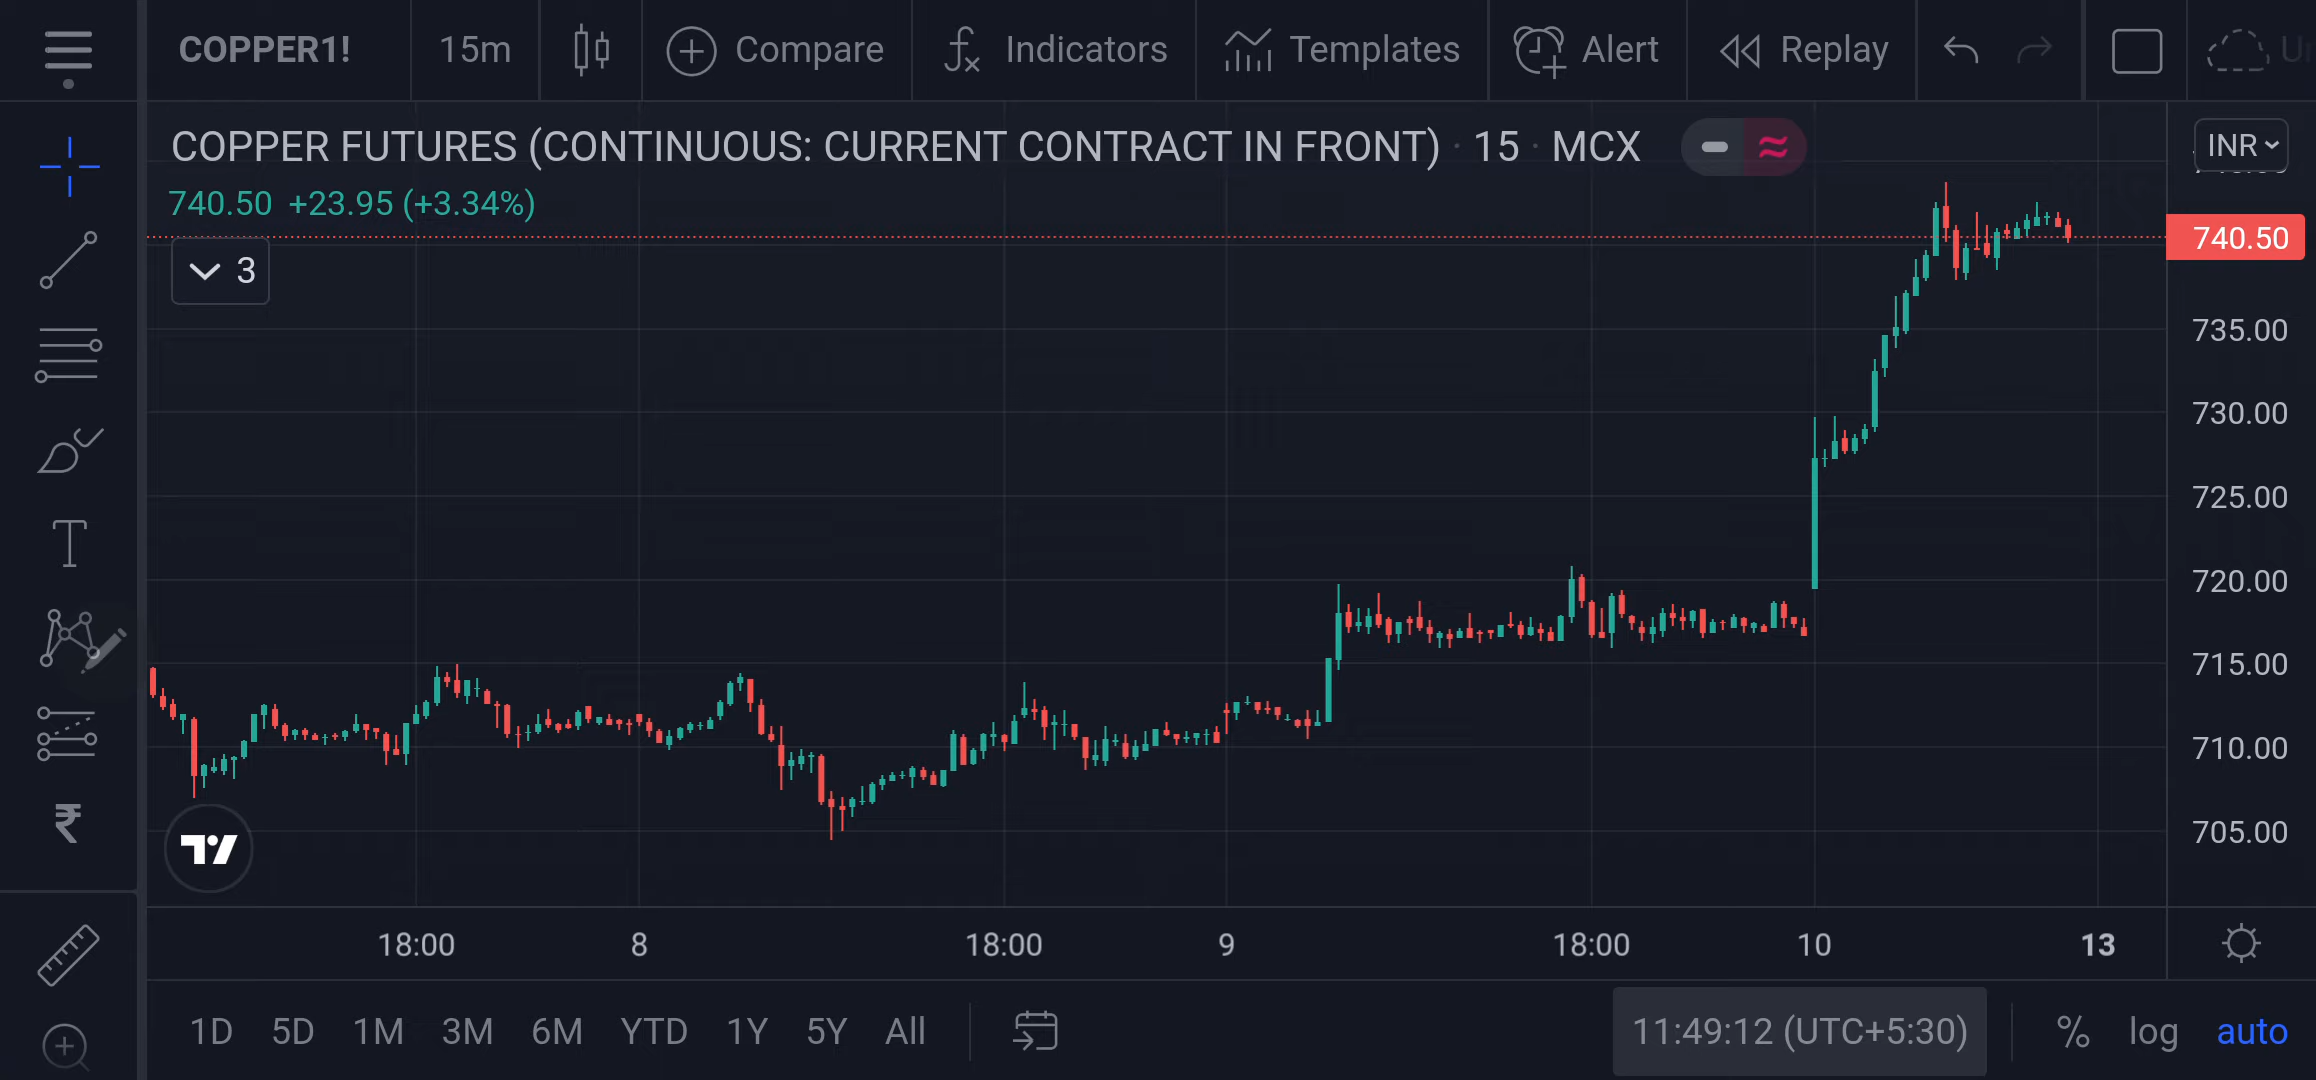 COPPER1!
15m
Compare
Indicators
Templates
Alert
Replay
COPPER FUTURES (CONTINUOUS: CURRENT CONTRACT IN FRONT) · 15 · MCX
INR
740.50 +23.95 (+3.34%)
3
740.50
735.00
730.00
725.00
720.00
715.00
710.00
705.00
18:00
8
18:00
9
18:00
10
13
1D
5D
1M
3M
6M
YTD
1Y
5Y
All
11:49:12 (UTC+5:30)
%
log
auto